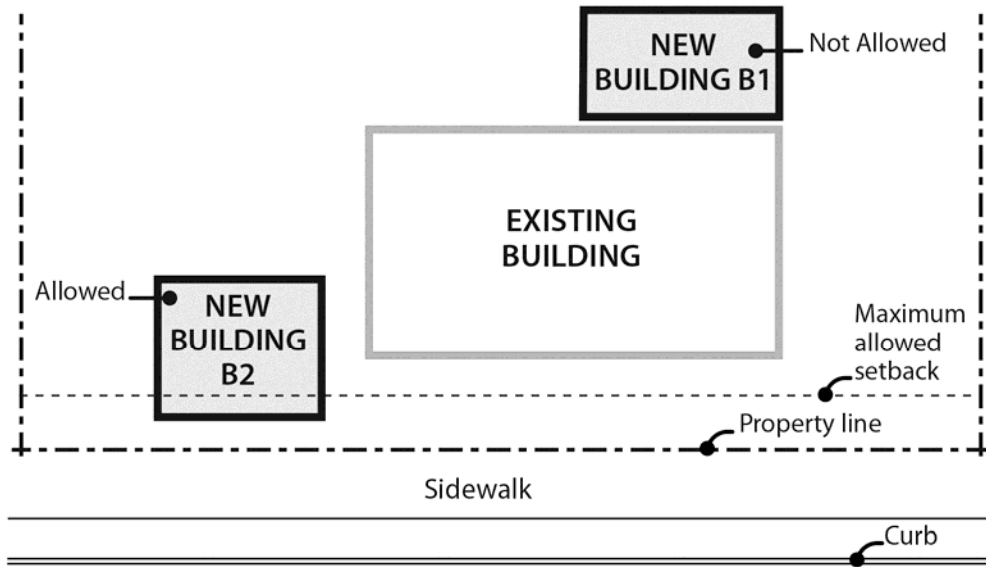 NEW
BUILDING B1
Not Allowed
EXISTING
BUILDING
Allowed
NEW
BUILDING
B2
Maximum
allowed
setback
Property line
Sidewalk
Curb